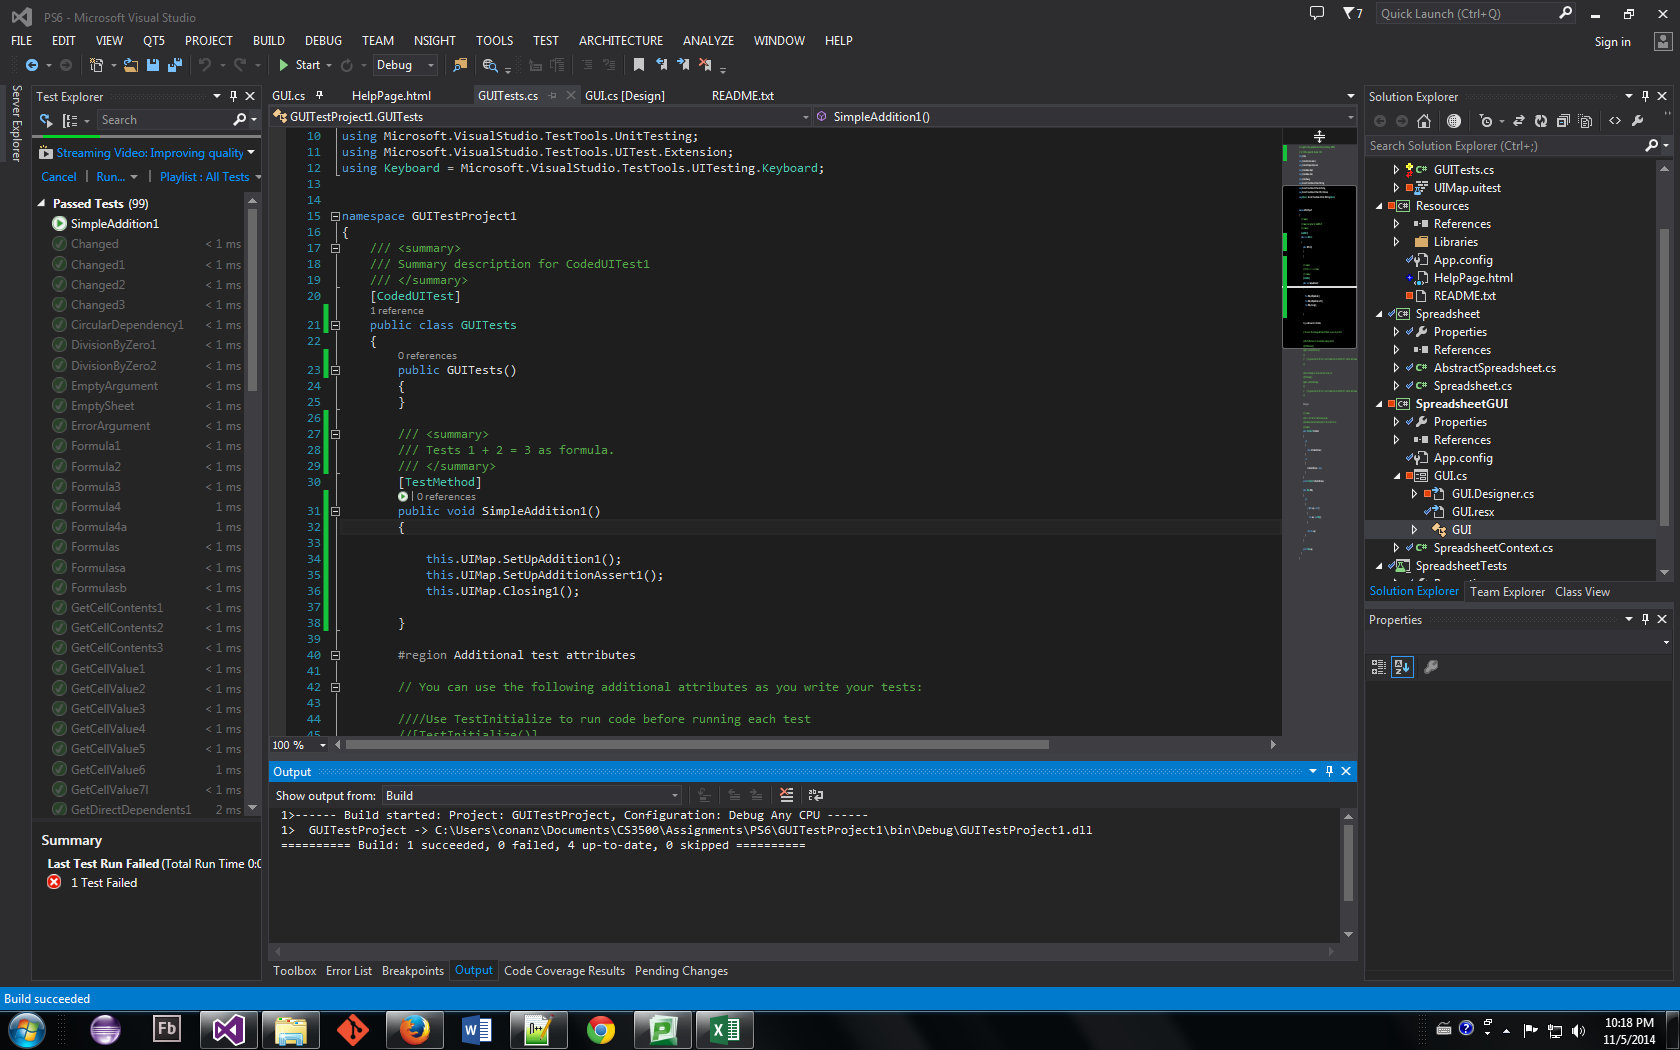 PS6 - Microsoft Visual Studio
7
Quick Launch (Ctrl+Q)
FILE EDIT VIEW QT5 PROJECT BUILD DEBUG TEAM NSIGHT TOOLS TEST ARCHITECTURE ANALYZE WINDOW HELP
Sign in
Start Debug
Server Explorer
Test Explorer
Search
Streaming Video: Improving quality
Cancel | Run... | Playlist : All Tests
Passed Tests (99)
SimpleAddition1
Changed < 1 ms
Changed1 < 1 ms
Changed2 < 1 ms
Changed3 < 1 ms
CircularDependency1 < 1 ms
DivisionByZero1 < 1 ms
DivisionByZero2 < 1 ms
EmptyArgument < 1 ms
EmptySheet < 1 ms
ErrorArgument < 1 ms
Formula1 < 1 ms
Formula2 < 1 ms
Formula3 < 1 ms
Formula4 1 ms
Formula4a < 1 ms
Formulas < 1 ms
Formulasa < 1 ms
Formulasb < 1 ms
GetCellContents1 < 1 ms
GetCellContents2 < 1 ms
GetCellContents3 < 1 ms
GetCellValue1 < 1 ms
GetCellValue2 < 1 ms
GetCellValue3 < 1 ms
GetCellValue4 < 1 ms
GetCellValue5 < 1 ms
GetCellValue6 1 ms
GetCellValue7I < 1 ms
GetDirectDependents1 2 ms
Summary
Last Test Run Failed (Total Run Time 0:0
1 Test Failed
GUI.cs HelpPage.html GUITests.cs GUI.cs [Design] README.txt
GUITestProject1.GUITests SimpleAddition1()
10 using Microsoft.VisualStudio.TestTools.UnitTesting;
11 using Microsoft.VisualStudio.TestTools.UITest.Extension;
12 using Keyboard = Microsoft.VisualStudio.TestTools.UITesting.Keyboard;
13
14
15 namespace GUITestProject1
16 {
17 /// <summary>
18 /// Summary description for CodedUITest1
19 /// </summary>
20 [CodedUITest]
1 reference
21 public class GUITests
22 {
0 references
23 public GUITests()
24 {
25 }
26
27 /// <summary>
28 /// Tests 1 + 2 = 3 as formula.
29 /// </summary>
30 [TestMethod]
| 0 references
31 public void SimpleAddition1()
32 {
33
34 this.UIMap.SetUpAddition1();
35 this.UIMap.SetUpAdditionAssert1();
36 this.UIMap.Closing1();
37
38 }
39
40 #region Additional test attributes
41
42 // You can use the following additional attributes as you write your tests:
43
44 ////Use TestInitialize to run code before running each test
45 //[TestInitialize()]
100 %
Output
Show output from: Build
1>------ Build started: Project: GUITestProject, Configuration: Debug Any CPU ------
1> GUITestProject -> C:\Users\conanz\Documents\CS3500\Assignments\PS6\GUITestProject1\bin\Debug\GUITestProject1.dll
========== Build: 1 succeeded, 0 failed, 4 up-to-date, 0 skipped ==========
Toolbox Error List Breakpoints Output Code Coverage Results Pending Changes
Solution Explorer
Search Solution Explorer (Ctrl+;)
GUITests.cs
UIMap.uitest
Resources
References
Libraries
App.config
HelpPage.html
README.txt
Spreadsheet
Properties
References
AbstractSpreadsheet.cs
Spreadsheet.cs
SpreadsheetGUI
Properties
References
App.config
GUI.cs
GUI.Designer.cs
GUI.resx
GUI
SpreadsheetContext.cs
SpreadsheetTests
Solution Explorer Team Explorer Class View
Properties
Build succeeded
Fb
10:18 PM
11/5/2014